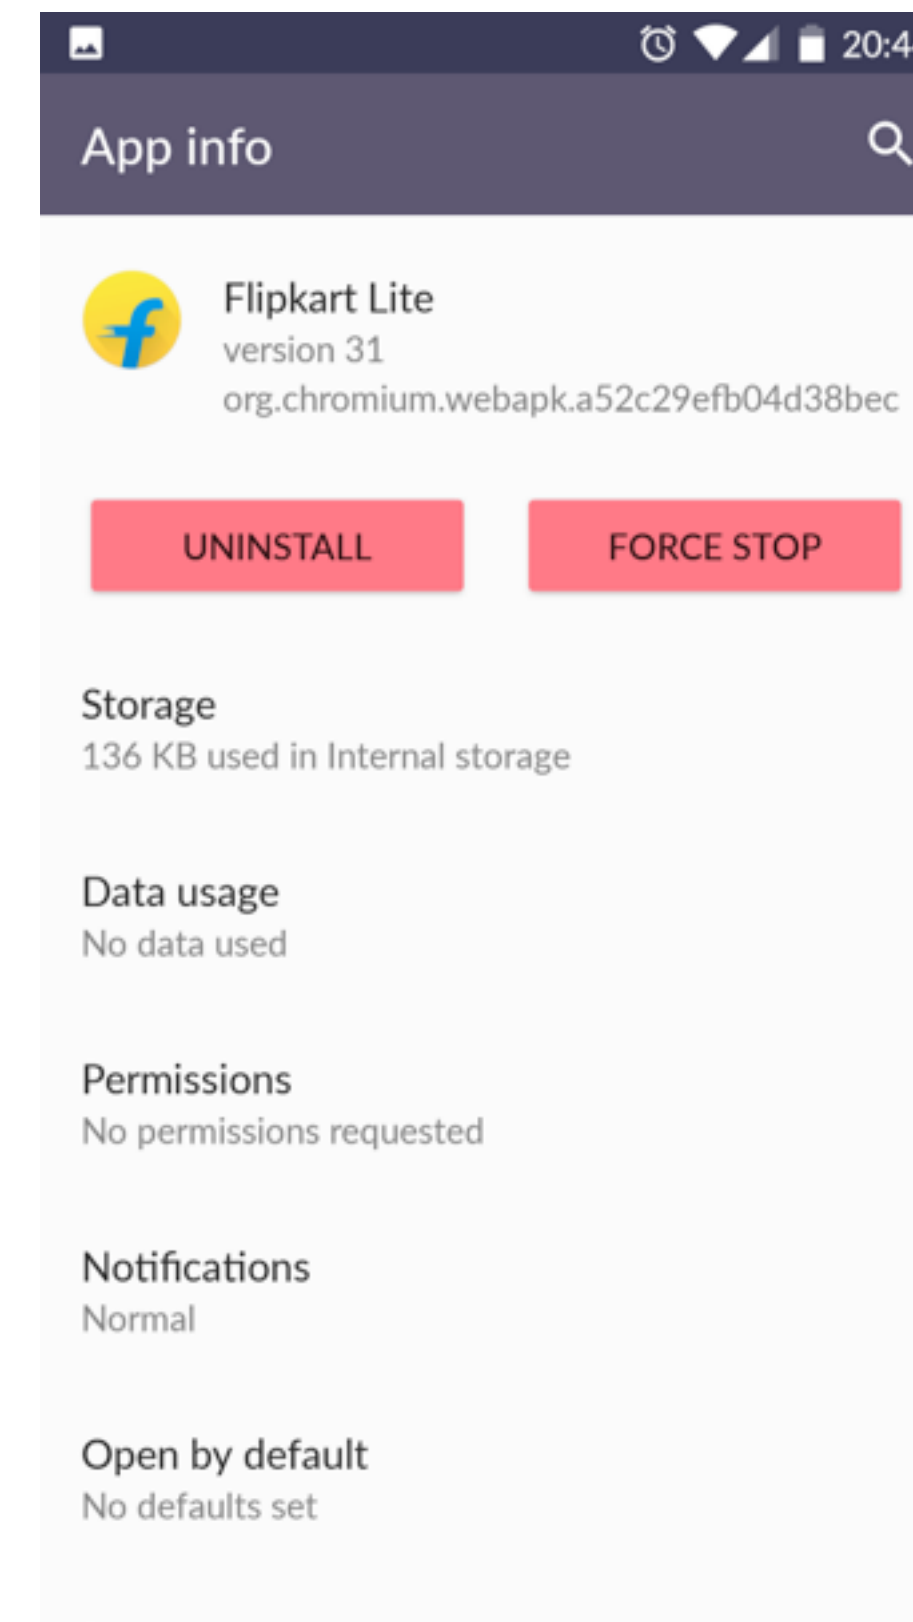 20:4
App info
Flipkart Lite
version 31
org.chromium.webapk.a52c29efb04d38bec
UNINSTALL
FORCE STOP
Storage
136 KB used in Internal storage
Data usage
No data used
Permissions
No permissions requested
Notifications
Normal
Open by default
No defaults set